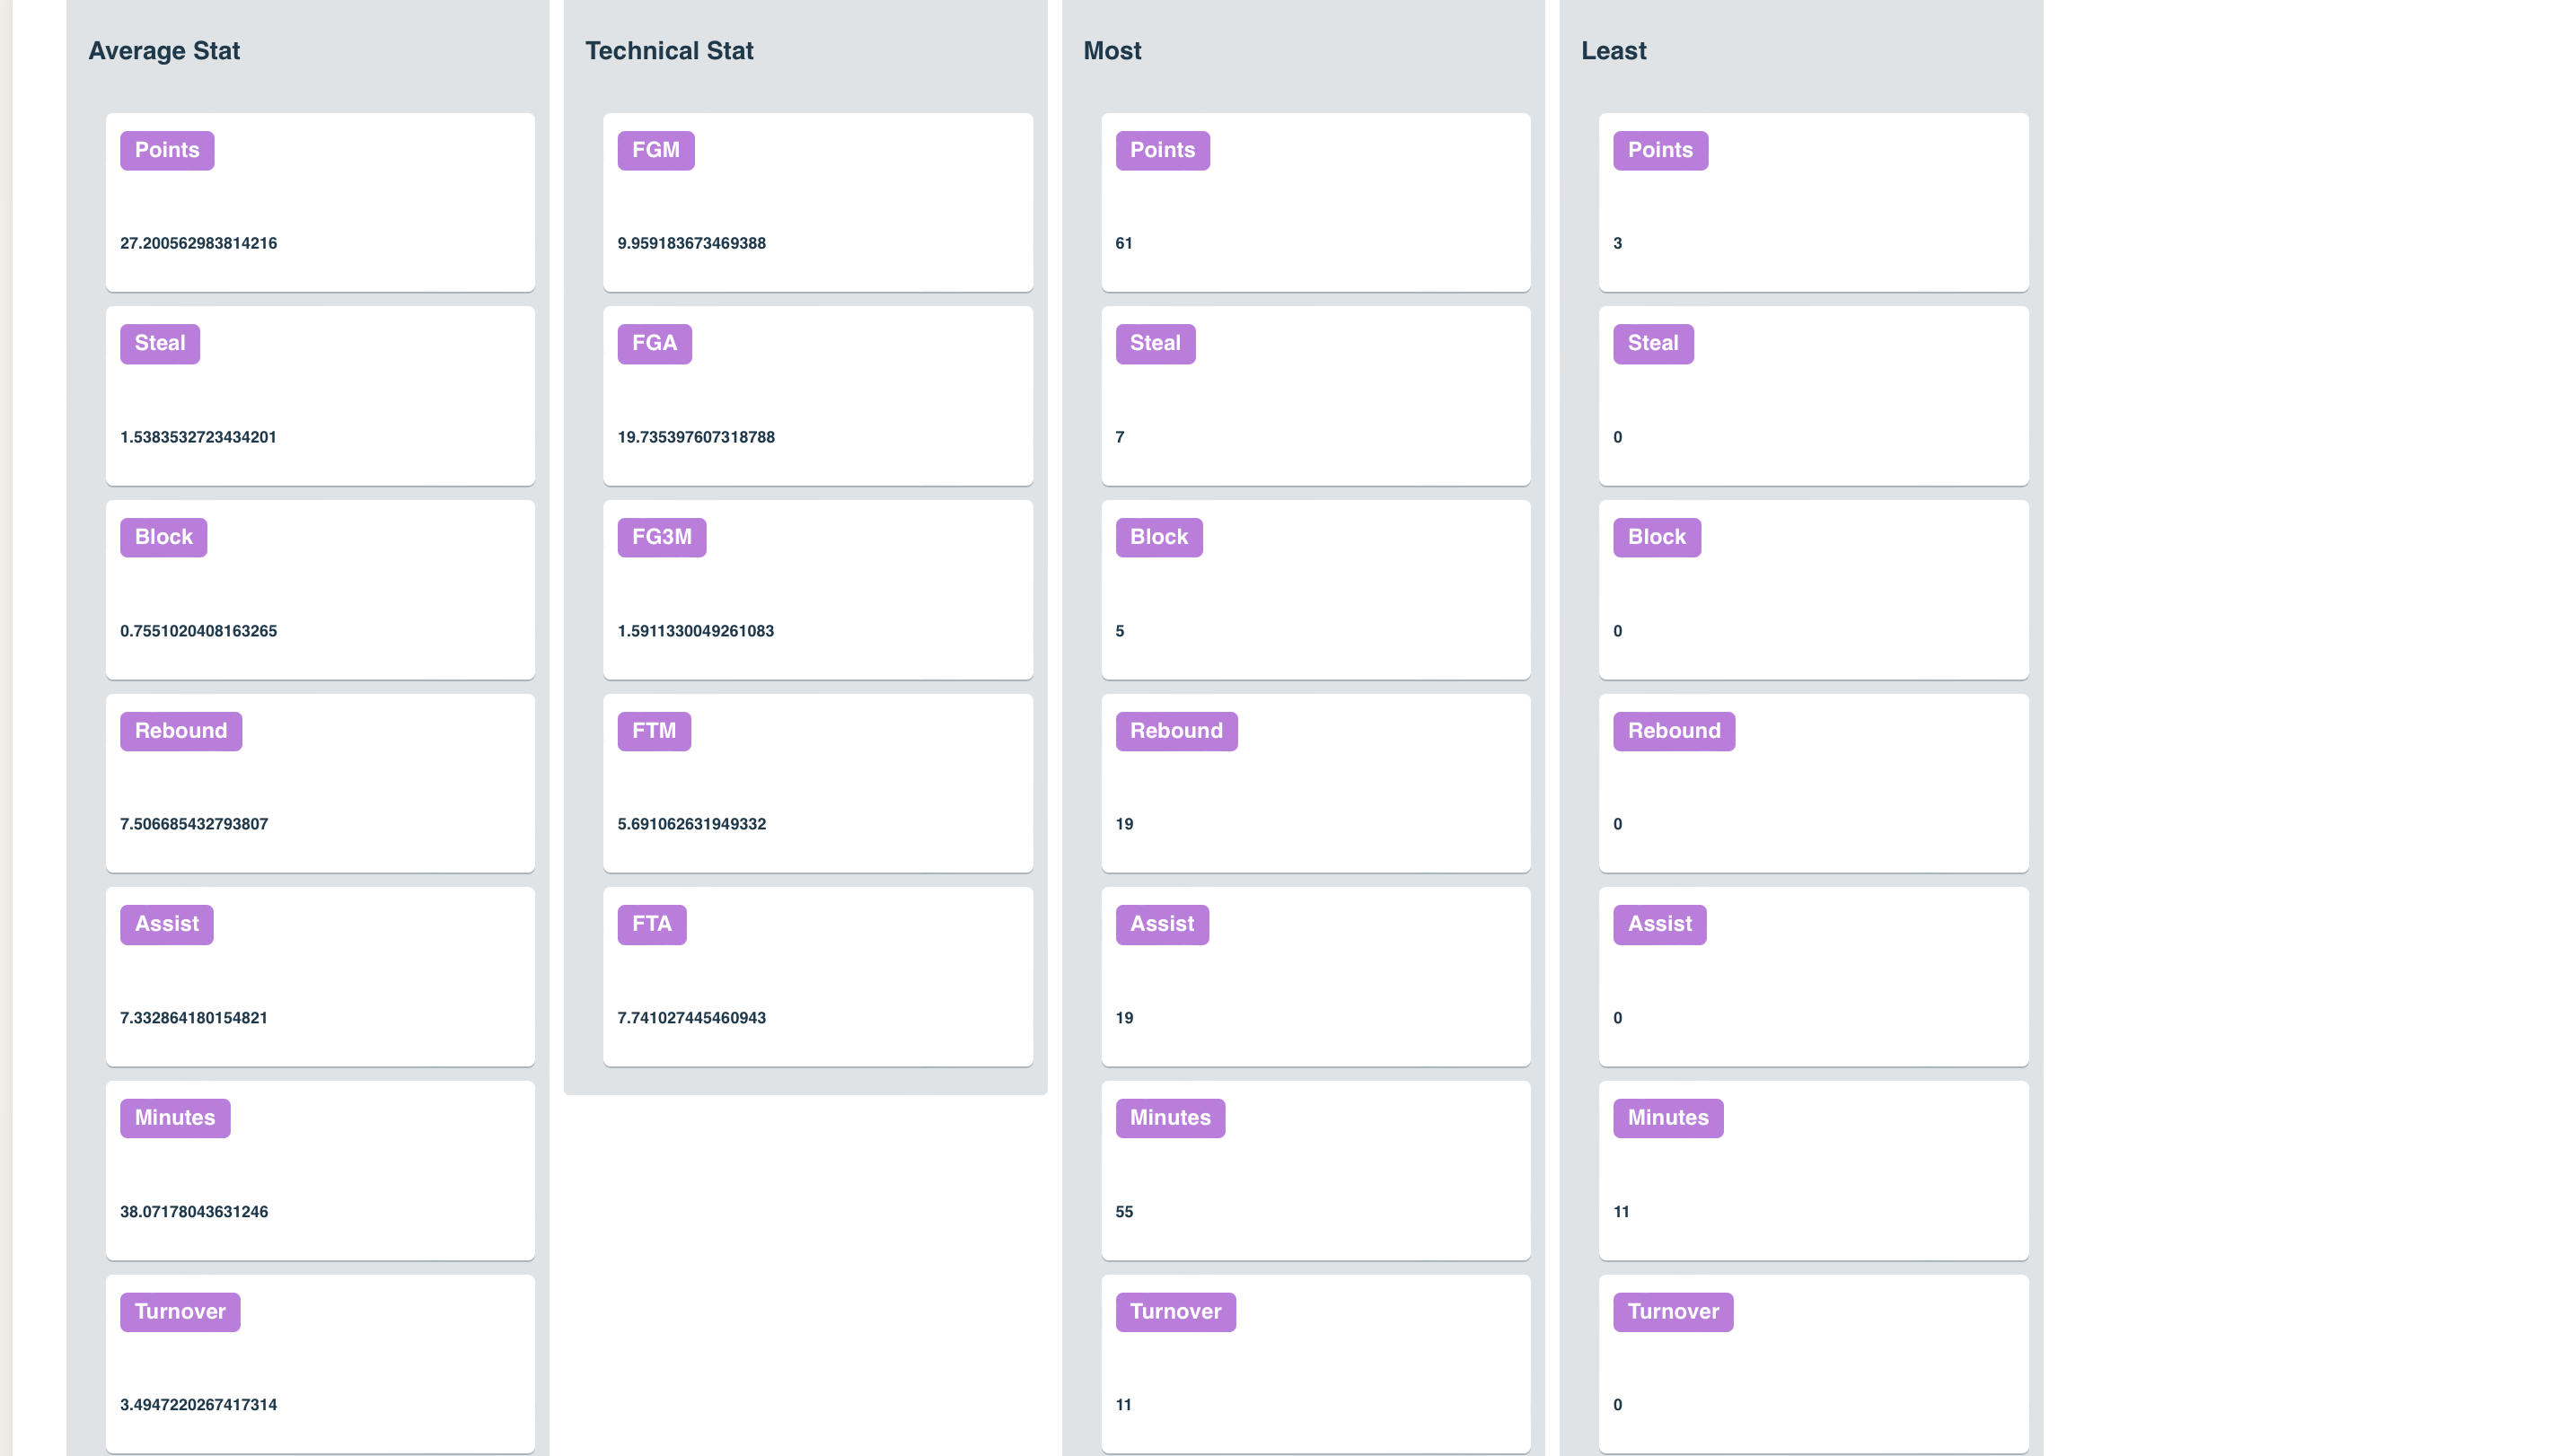 Average Stat
Points
27.200562983814216
Steal
1.5383532723434201
Block
0.7551020408163265
Rebound
7.506685432793807
Assist
7.332864180154821
Minutes
38.07178043631246
Turnover
3.4947220267417314
Technical Stat
FGM
9.959183673469388
FGA
19.735397607318788
FG3M
1.5911330049261083
FTM
5.691062631949332
FTA
7.741027445460943
Most
Points
61
Steal
7
Block
5
Rebound
19
Assist
19
Minutes
55
Turnover
11
Least
Points
3
Steal
0
Block
0
Rebound
0
Assist
0
Minutes
11
Turnover
0